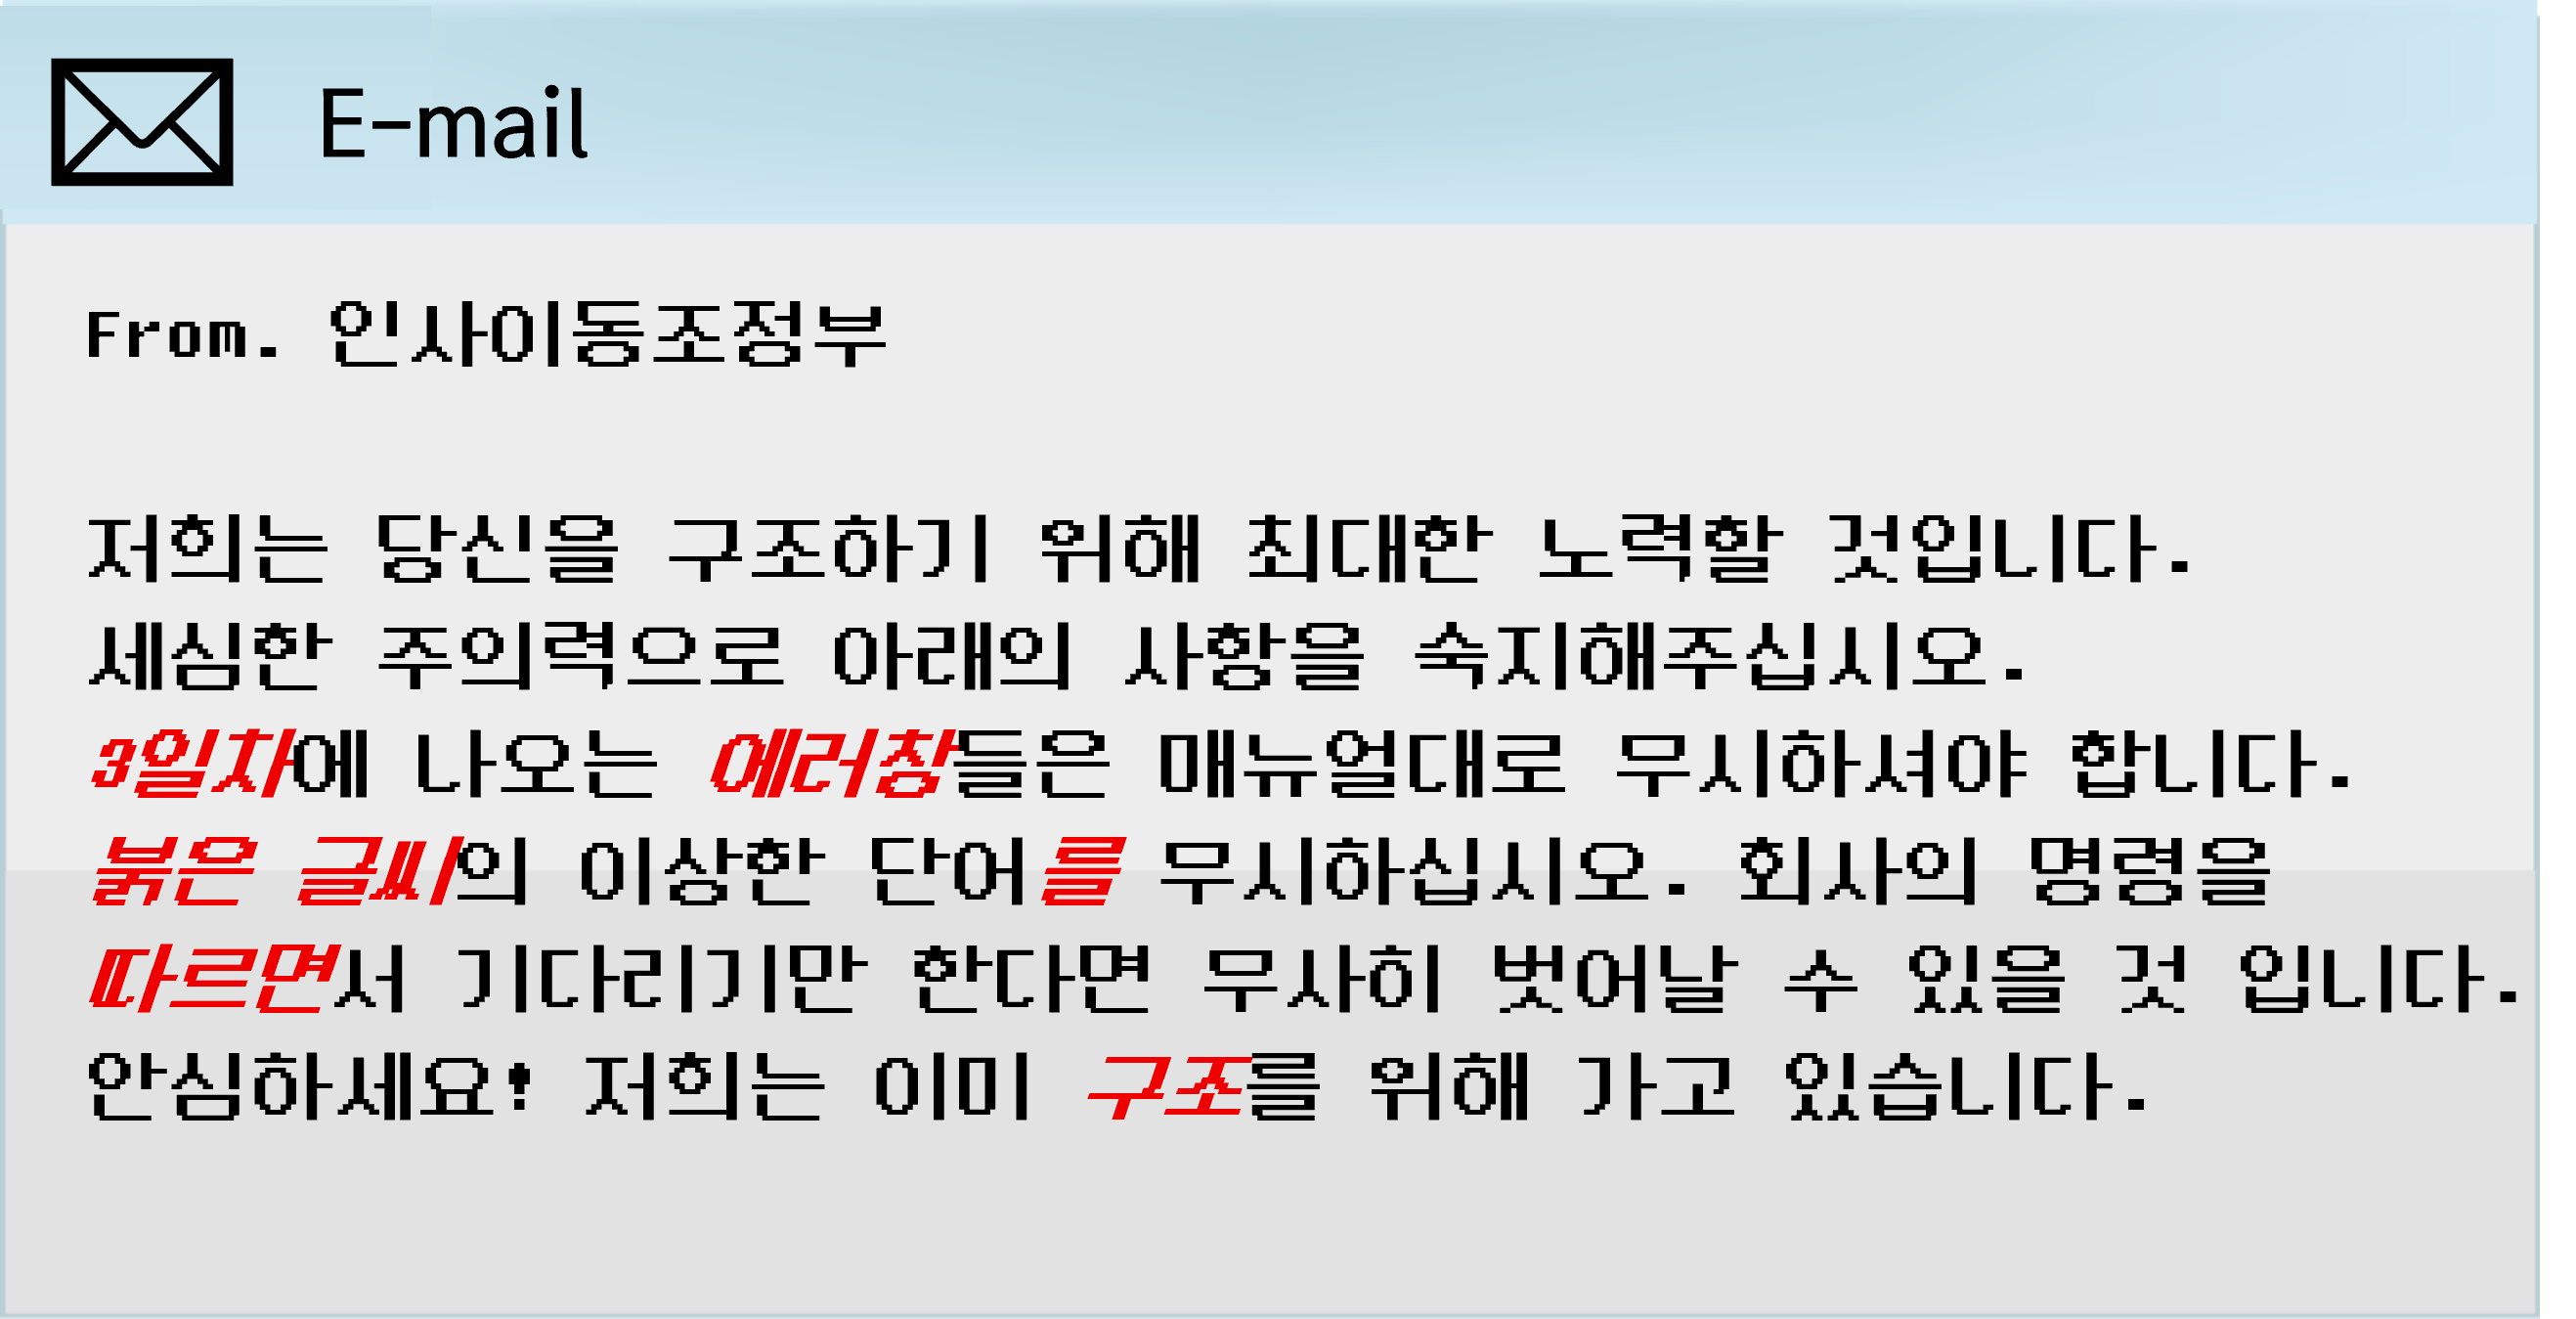 E-mail
From. 인사이동조정부
저희는 당신을 구조하기 위해 최대한 노력할 것입니다.
세심한 주의력으로 아래의 사항을 숙지해주십시오.
3일차에 나오는 에러창들은 매뉴얼대로 무시하셔야 합니다.
붉은 글씨의 이상한 단어를 무시하십시오. 회사의 명령을
따르면서 기다리기만 한다면 무사히 벗어날 수 있을 것 입니다.
안심하세요! 저희는 이미 구조를 위해 가고 있습니다.